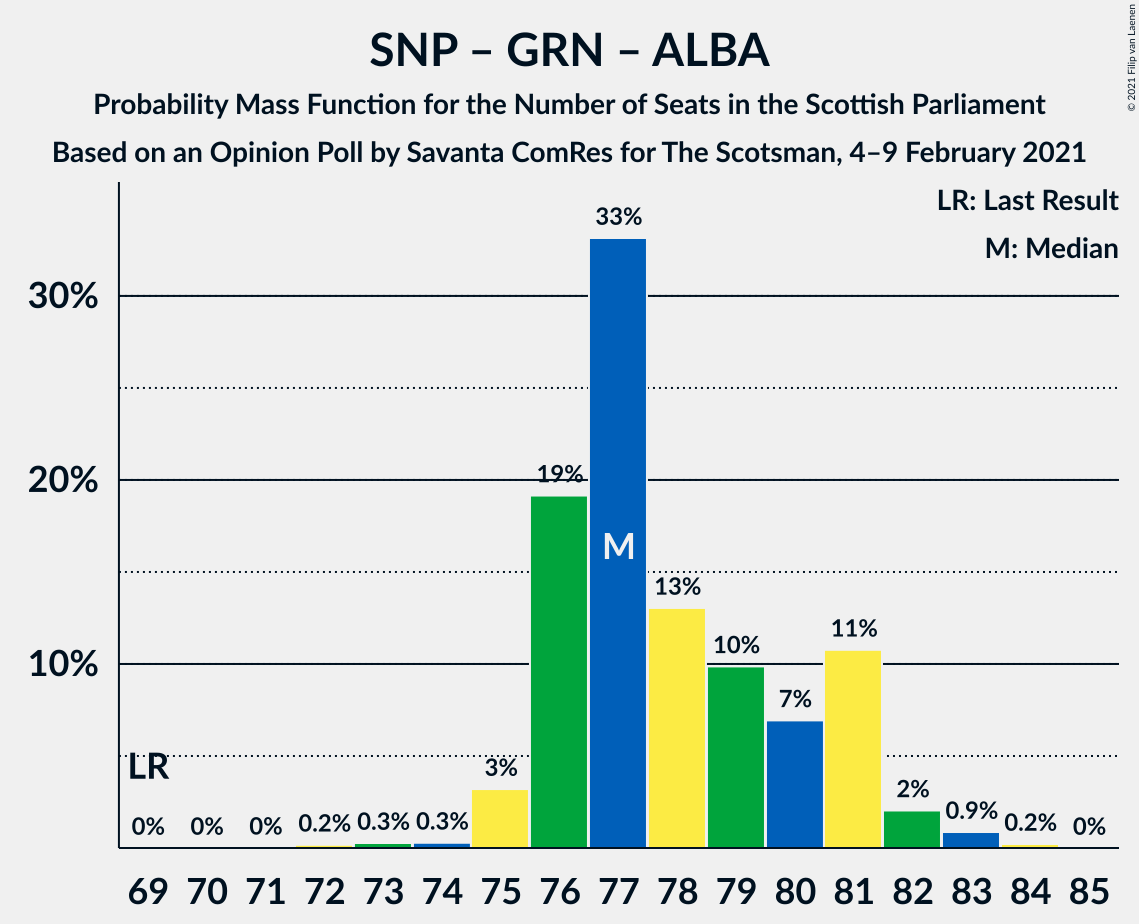 SNP – GRN – ALBA
Probability Mass Function for the Number of Seats in the Scottish Parliament
Based on an Opinion Poll by Savanta ComRes for The Scotsman, 4–9 February 2021
© 2021 Filip van Laenen
LR: Last Result
M: Median
30%
20%
10%
LR
M
0% 0% 0% 0.2% 0.3% 0.3% 3% 19% 33% 13% 10% 7% 11% 2% 0.9% 0.2% 0%
69 70 71 72 73 74 75 76 77 78 79 80 81 82 83 84 85